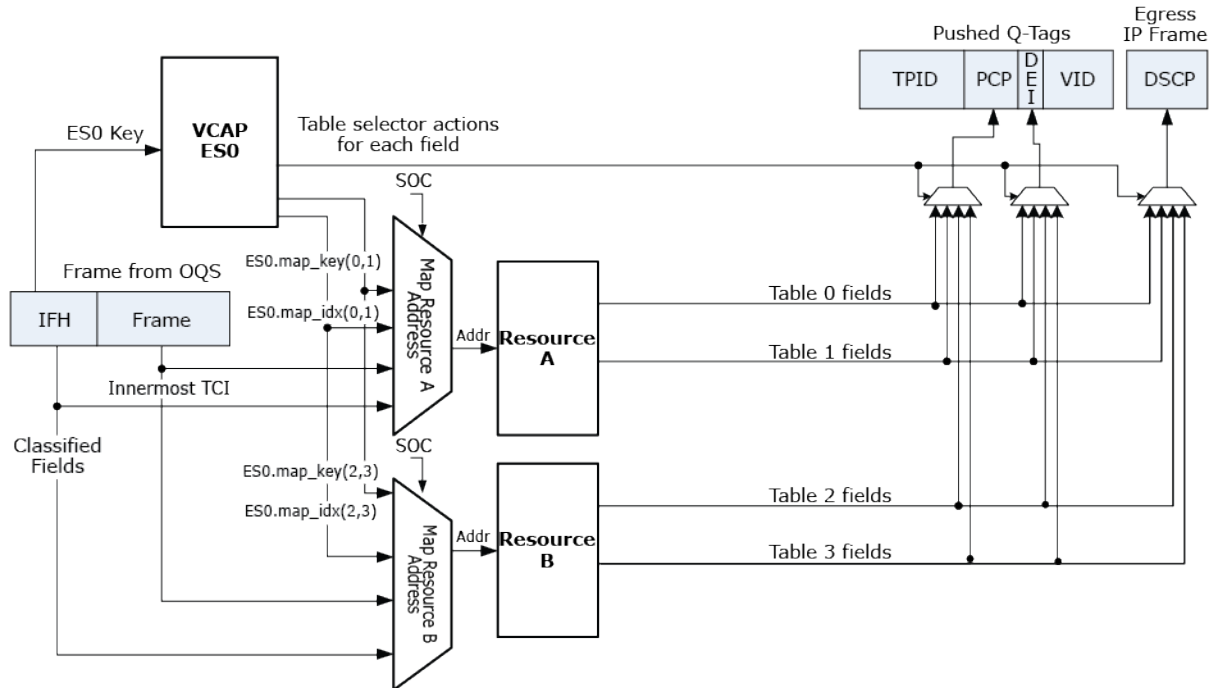 Egress
IP Frame
Pushed Q-Tags
TPID
PCP
D
E
I
VID
DSCP
ES0 Key
VCAP
ES0
Table selector actions
for each field
SOC
ES0.map_key(0,1)
Map Resource A
Address
Frame from OQS
IFH
Frame
ES0.map_idx(0,1)
Addr
Resource
A
Table 0 fields
Table 1 fields
Innermost TCI
Classified
Fields
SOC
ES0.map_key(2,3)
ES0.map_idx(2,3)
Map Resource B
Address
Addr
Resource
B
Table 2 fields
Table 3 fields